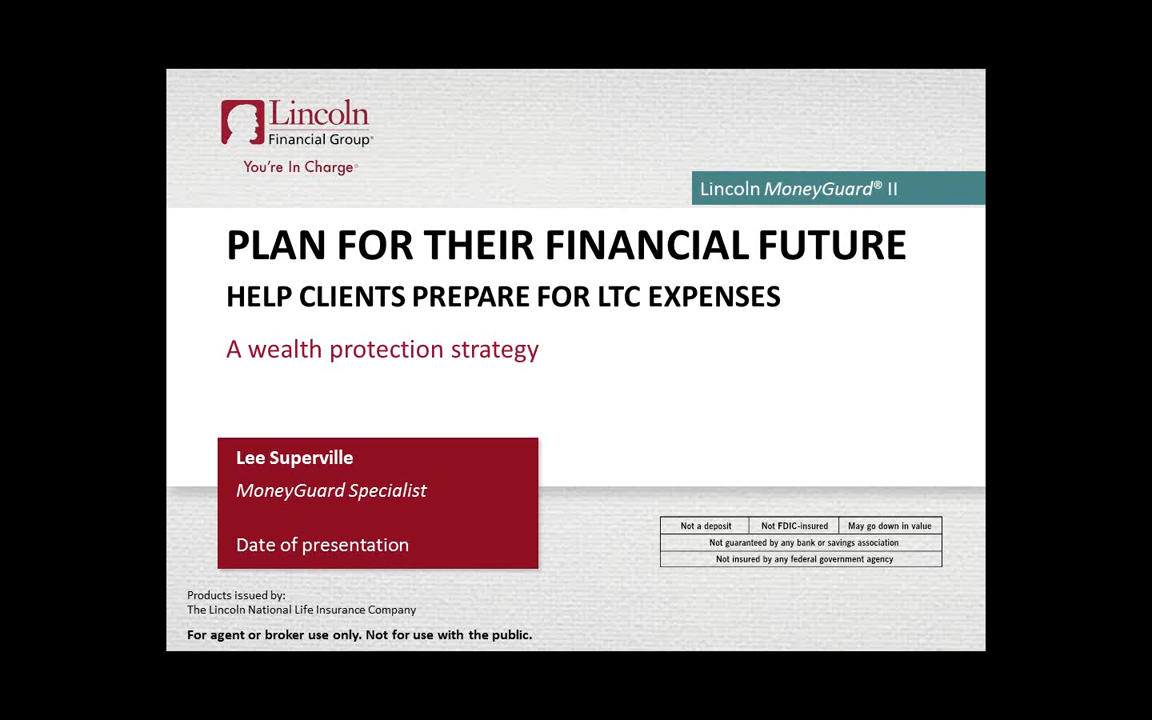 Lincoln
Financial Group®
You're In Charge®
Lincoln MoneyGuard® II
PLAN FOR THEIR FINANCIAL FUTURE
HELP CLIENTS PREPARE FOR LTC EXPENSES
A wealth protection strategy
Lee Superville
MoneyGuard Specialist
Date of presentation
Not a deposit Not FDIC-insured May go down in value
Not guaranteed by any bank or savings association
Not insured by any federal government agency
Products issued by:
The Lincoln National Life Insurance Company
For agent or broker use only. Not for use with the public.